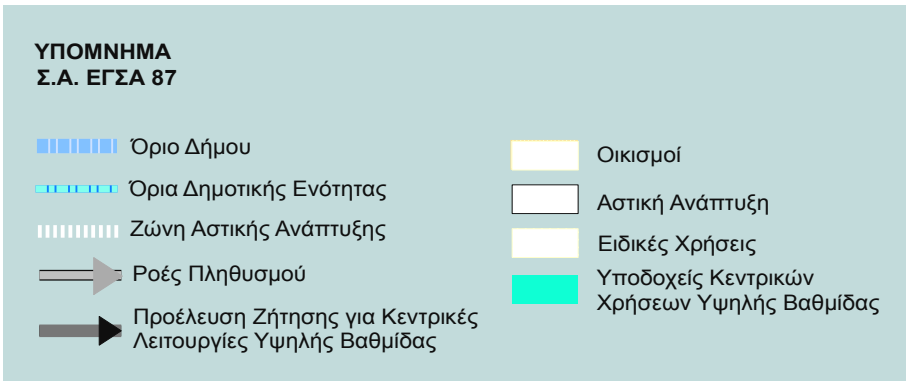 ΥΠΟΜΝΗΜΑ
Σ.Α. ΕΓΣΑ 87
Όριο Δήμου
Όρια Δημοτικής Ενότητας
Ζώνη Αστικής Ανάπτυξης
Ροές Πληθυσμού
Προέλευση Ζήτησης για Κεντρικές
Λειτουργίες Υψηλής Βαθμίδας
Οικισμοί
Αστική Ανάπτυξη
Ειδικές Χρήσεις
Υποδοχείς Κεντρικών
Χρήσεων Υψηλής Βαθμίδας